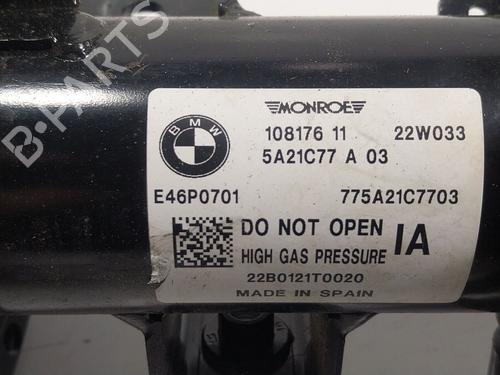 B-PARTS
MONROE
BMW
108176 11 22W033
5A21C77 A 03
E46P0701 775A21C7703
DO NOT OPEN IA
HIGH GAS PRESSURE
22B0121T0020
MADE IN SPAIN